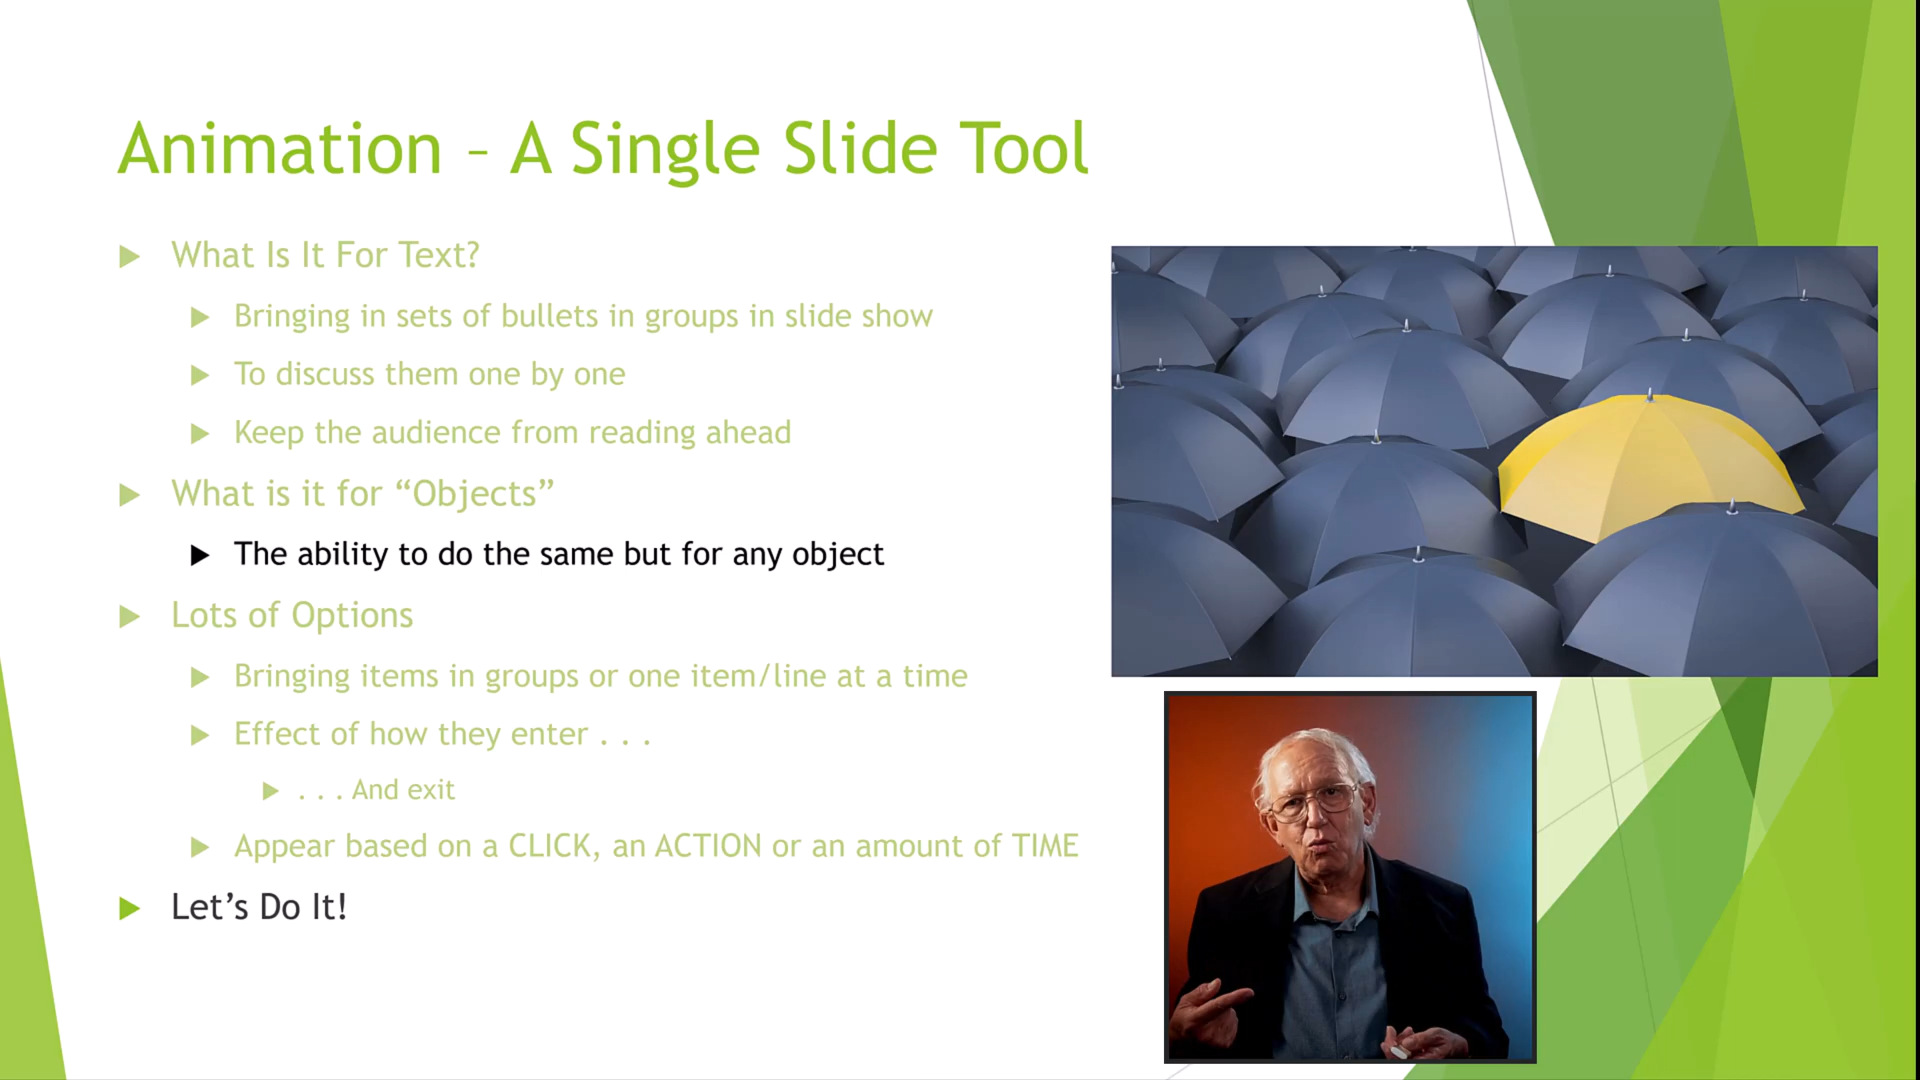 Animation – A Single Slide Tool
What Is It For Text?
Bringing in sets of bullets in groups in slide show
To discuss them one by one
Keep the audience from reading ahead
What is it for “Objects”
The ability to do the same but for any object
Lots of Options
Bringing items in groups or one item/line at a time
Effect of how they enter . . .
. . . And exit
Appear based on a CLICK, an ACTION or an amount of TIME
Let’s Do It!